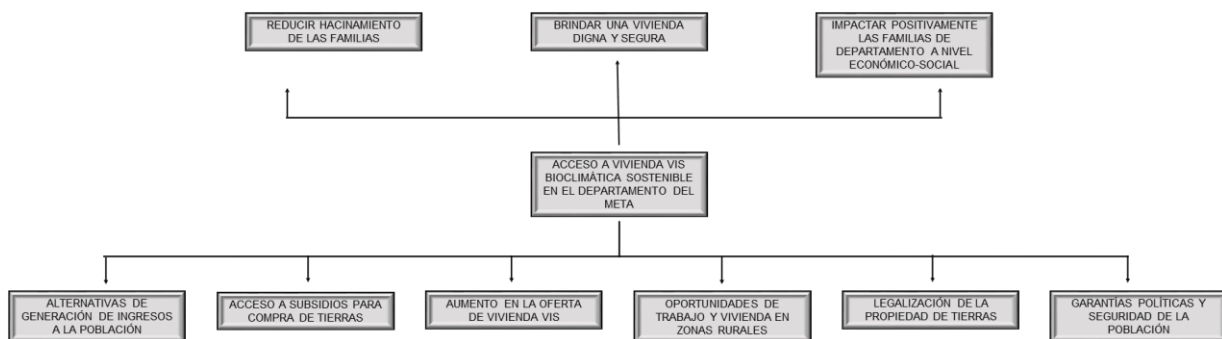 REDUCIR HACINAMIENTO
DE LAS FAMILIAS
BRINDAR UNA VIVIENDA
DIGNA Y SEGURA
IMPACTAR POSITIVAMENTE
LAS FAMILIAS DE
DEPARTAMENTO A NIVEL
ECONÓMICO-SOCIAL
ACCESO A VIVIENDA VIS
BIOCLIMÁTICA SOSTENIBLE
EN EL DEPARTAMENTO DEL
META
ALTERNATIVAS DE
GENERACIÓN DE INGRESOS
A LA POBLACIÓN
ACCESO A SUBSIDIOS PARA
COMPRA DE TIERRAS
AUMENTO EN LA OFERTA
DE VIVIENDA VIS
OPORTUNIDADES DE
TRABAJO Y VIVIENDA EN
ZONAS RURALES
LEGALIZACIÓN DE LA
PROPIEDAD DE TIERRAS
GARANTÍAS POLÍTICAS Y
SEGURIDAD DE LA
POBLACIÓN